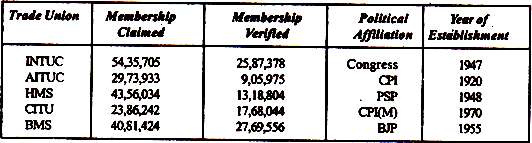 Trade Union Membership Claimed Membership Verified Political Affiliation Year of Establishment
INTUC 54,35,705 25,87,378 Congress 1947
AITUC 29,73,933 9,05,975 CPI 1920
HMS 43,56,034 13,18,804 PSP 1948
CITU 23,86,242 17,68,044 CPI(M) 1970
BMS 40,81,424 27,69,556 BJP 1955